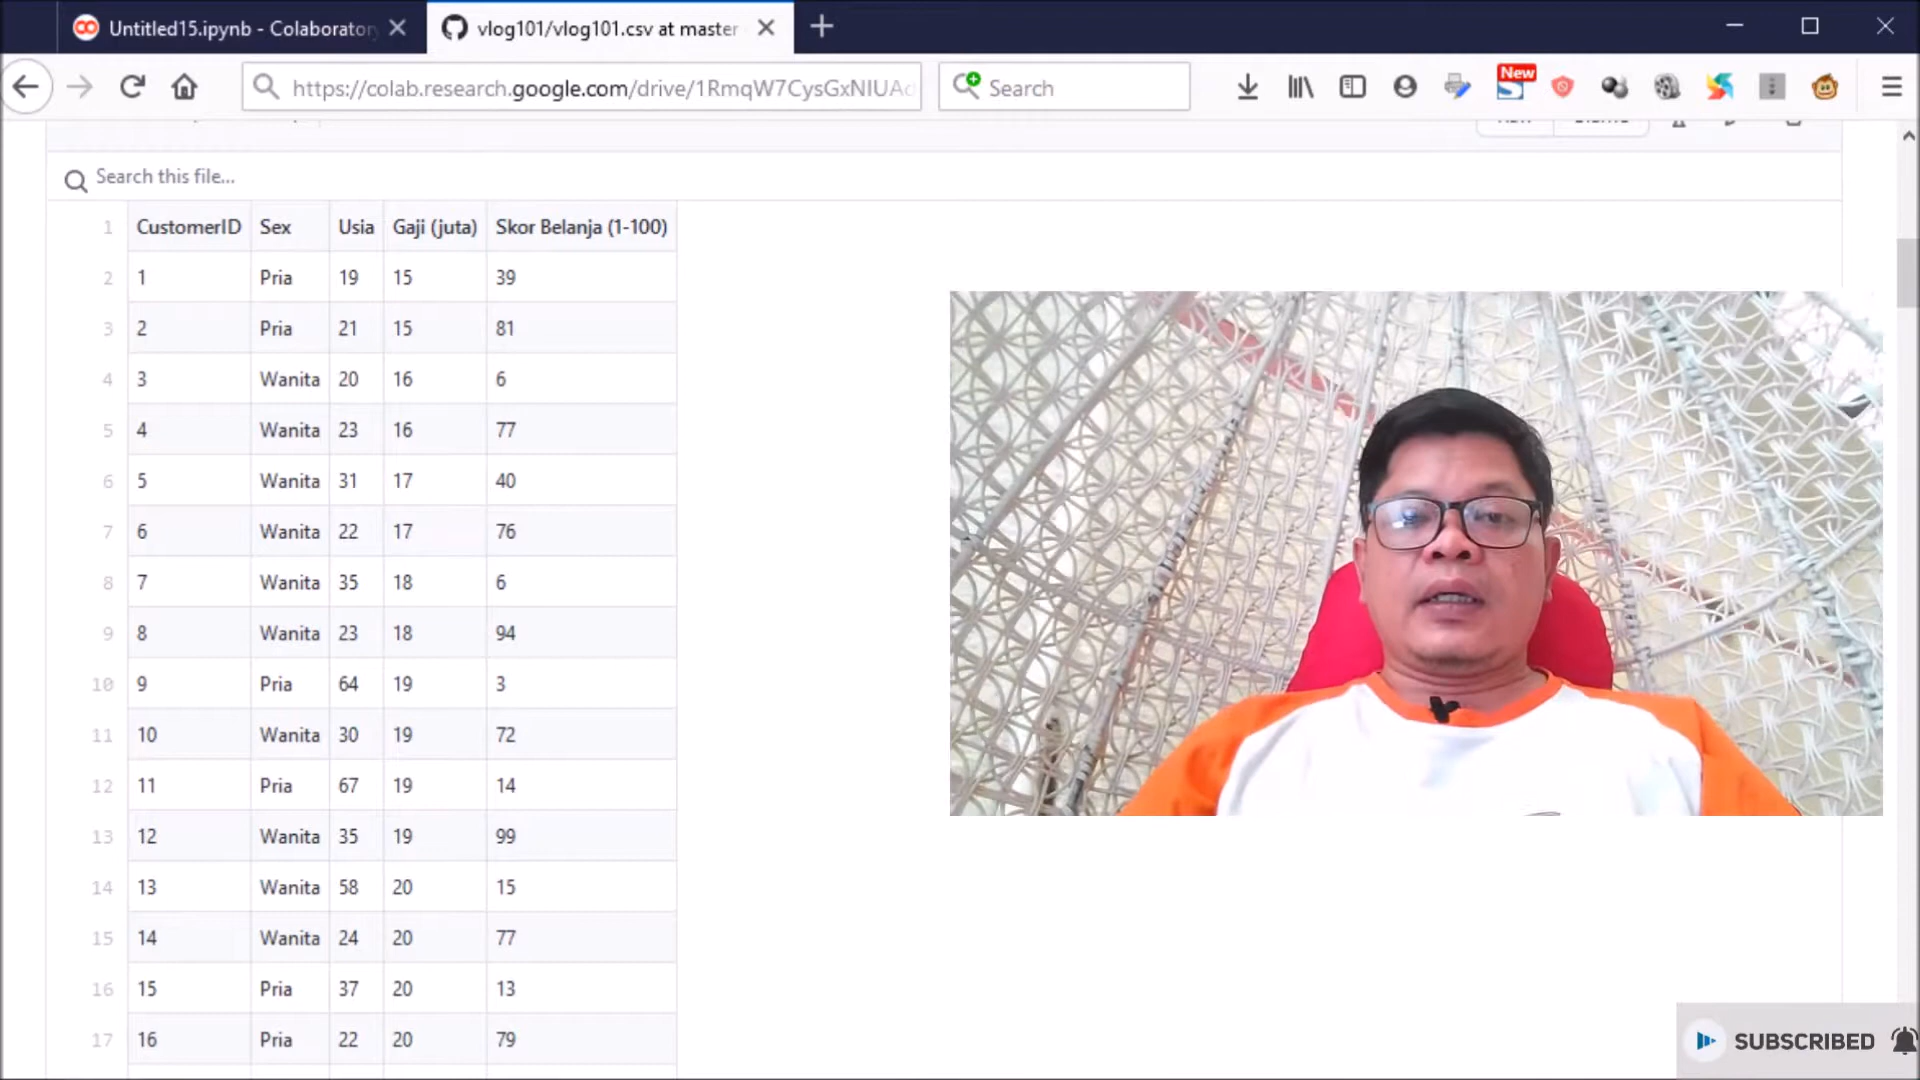 Untitled15.ipynb - Colaboratory
vlog101/vlog101.csv at master
https://colab.research.google.com/drive/1RmqW7CysGxNIUAd
Search
New
Search this file...
1 CustomerID Sex Usia Gaji (juta) Skor Belanja (1-100)
2 1 Pria 19 15 39
3 2 Pria 21 15 81
4 3 Wanita 20 16 6
5 4 Wanita 23 16 77
6 5 Wanita 31 17 40
7 6 Wanita 22 17 76
8 7 Wanita 35 18 6
9 8 Wanita 23 18 94
10 9 Pria 64 19 3
11 10 Wanita 30 19 72
12 11 Pria 67 19 14
13 12 Wanita 35 19 99
14 13 Wanita 58 20 15
15 14 Wanita 24 20 77
16 15 Pria 37 20 13
17 16 Pria 22 20 79
SUBSCRIBED